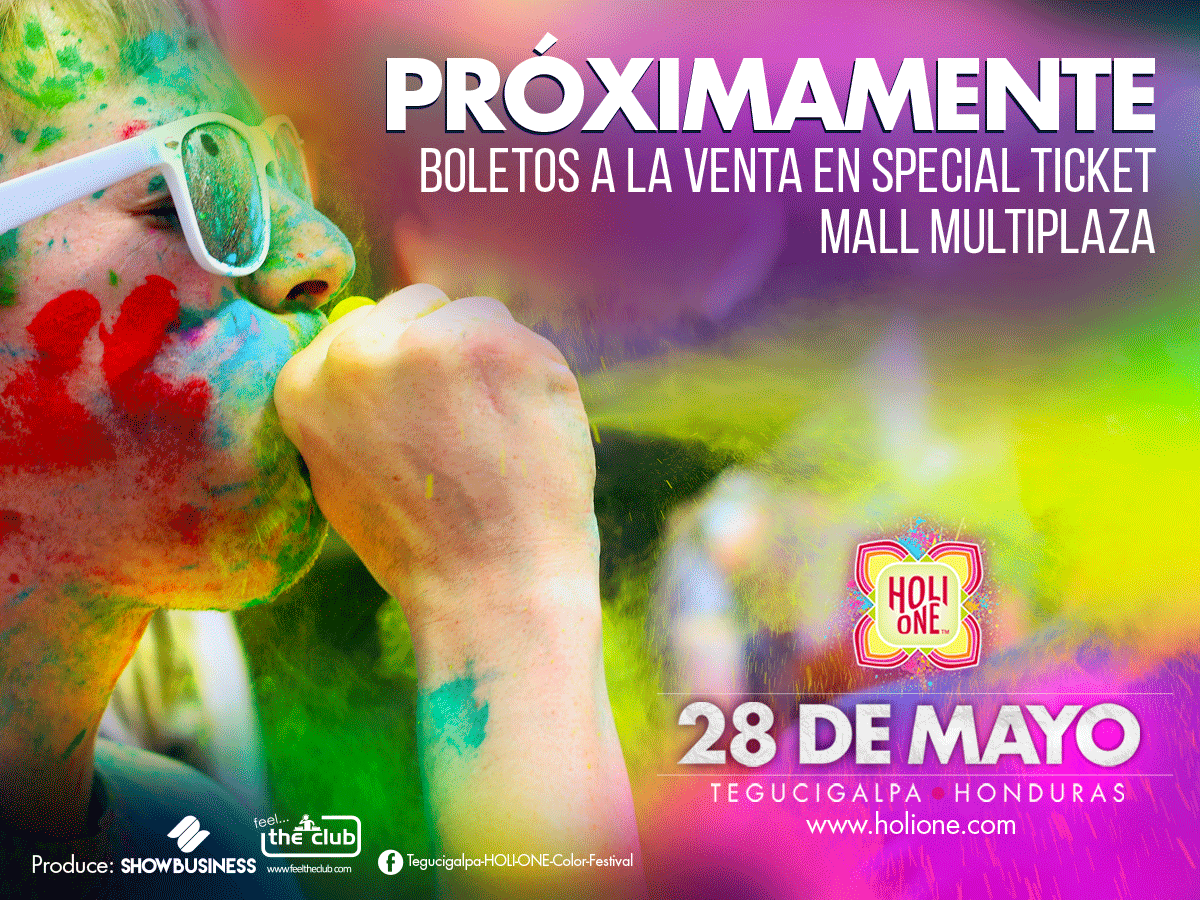 PRÓXIMAMENTE
BOLETOS A LA VENTA EN SPECIAL TICKET
MALL MULTIPLAZA
HOLI
ONE™
28 DE MAYO
TEGUCIGALPA • HONDURAS
www.holione.com
Produce: SHOWBUSINESS
feel...
the club
www.feeltheclub.com
f Tegucigalpa-HOLI-ONE-Color-Festival